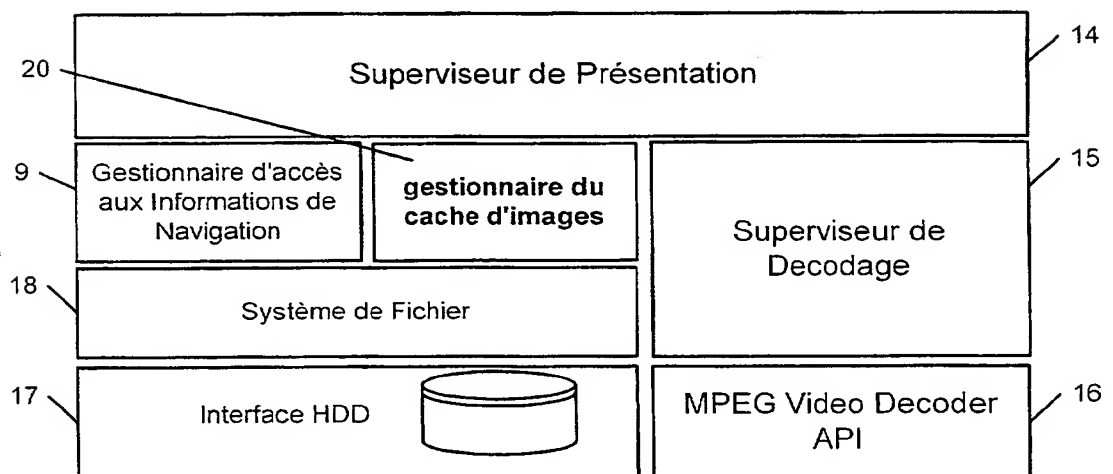 14
Superviseur de Présentation
20
9
Gestionnaire d'accès
aux Informations de
Navigation
gestionnaire du
cache d'images
15
Superviseur de
Decodage
18
Système de Fichier
17
Interface HDD
MPEG Video Decoder
API
16